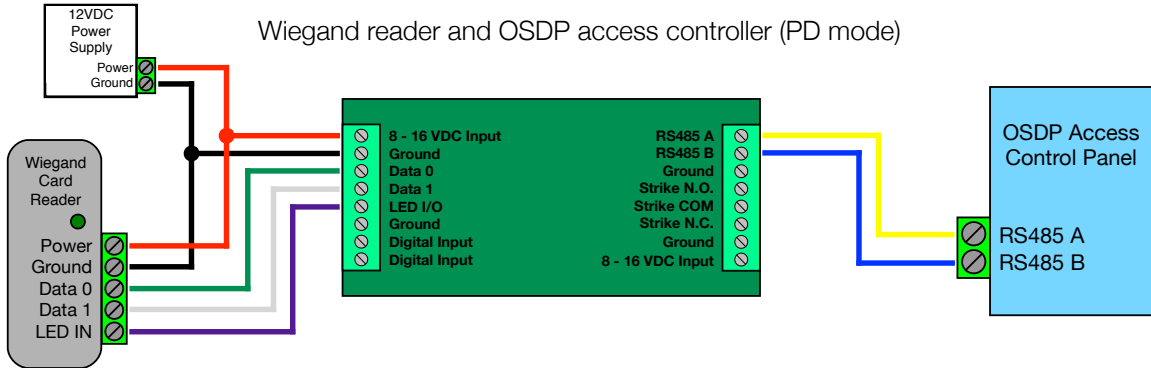 Wiegand reader and OSDP access controller (PD mode)
12VDC
Power
Supply
Power
Ground
Wiegand
Card
Reader
Power
Ground
Data 0
Data 1
LED IN
8 - 16 VDC Input
Ground
Data 0
Data 1
LED I/O
Ground
Digital Input
Digital Input
RS485 A
RS485 B
Ground
Strike N.O.
Strike COM
Strike N.C.
Ground
8 - 16 VDC Input
OSDP Access
Control Panel
RS485 A
RS485 B